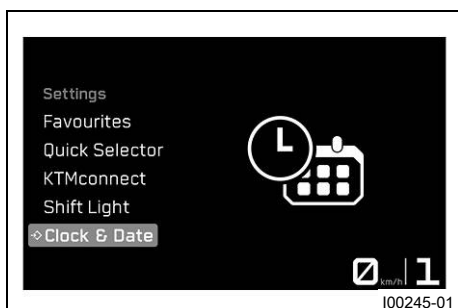 Settings
Favourites
Quick Selector
KTMconnect
Shift Light
Clock & Date
0 km/h 1
I00245-01